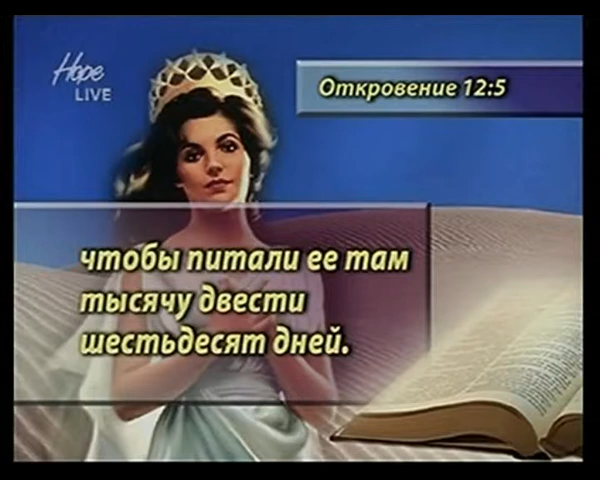 Hope
LIVE
Откровение 12:5
чтобы питали ее там
тысячу двести
шестьдесят дней.